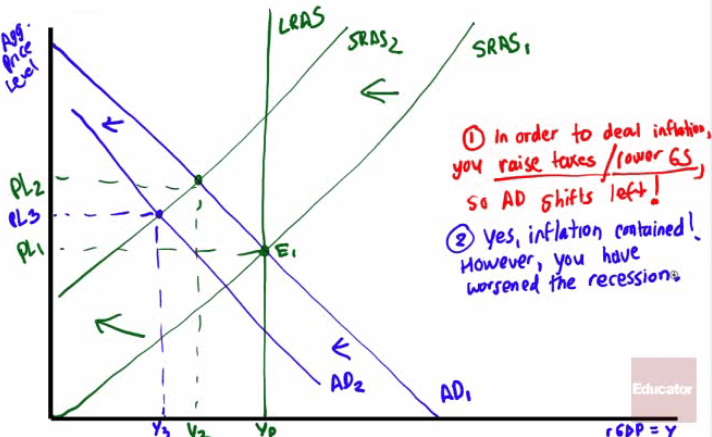 Agg.
Price
Level
LRAS
SRAS2
SRAS1
① In order to deal inflation,
you raise taxes/lower GS,
so AD shifts left!
② Yes, inflation contained!
However, you have
worsened the recession.
PL2
PL3
PL1
E1
AD2
AD1
Educator
Y3
Y2
YP
rGDP = Y